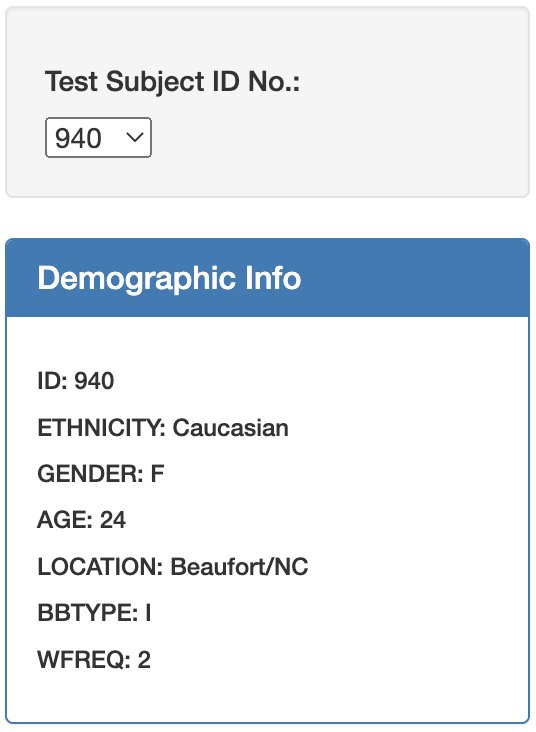 Test Subject ID No.:
940
Demographic Info
ID: 940
ETHNICITY: Caucasian
GENDER: F
AGE: 24
LOCATION: Beaufort/NC
BBTYPE: I
WFREQ: 2